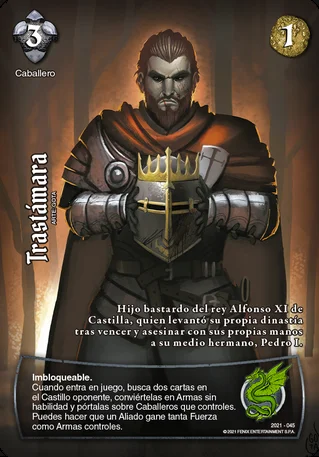 3
1
Caballero
Trastámara
ARTE: GOTA
Hijo bastardo del rey Alfonso XI de
Castilla, quien levantó su propia dinastía
tras vencer y asesinar con sus propias manos
a su medio hermano, Pedro I.
Imbloqueable.
Cuando entra en juego, busca dos cartas en
el Castillo oponente, conviértelas en Armas sin
habilidad y pórtalas sobre Caballeros que controles.
Puedes hacer que un Aliado gane tanta Fuerza
como Armas controles.
2021 - 045
© 2021 FENIX ENTERTAINMENT S.P.A.